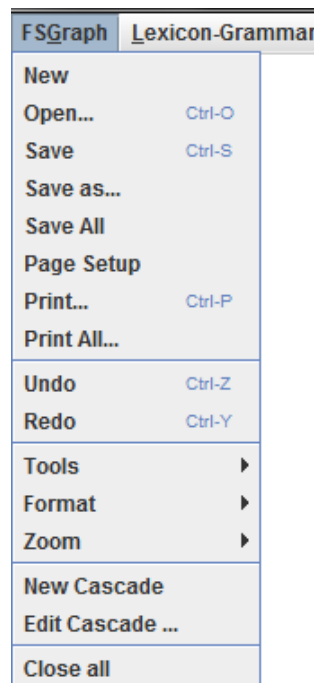 FSGraph Lexicon-Grammar
New
Open... Ctrl-O
Save Ctrl-S
Save as...
Save All
Page Setup
Print... Ctrl-P
Print All...
Undo Ctrl-Z
Redo Ctrl-Y
Tools
Format
Zoom
New Cascade
Edit Cascade ...
Close all